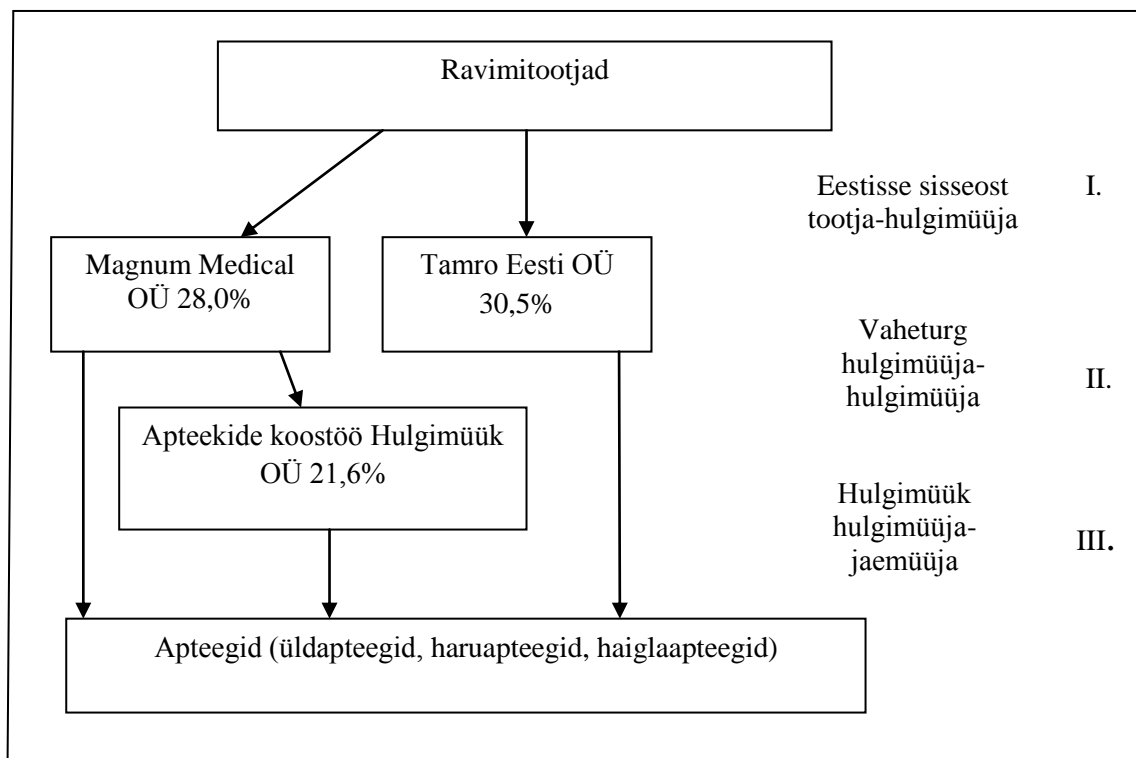 Ravimitootjad
Eestisse sisseost
tootja-hulgimüüja
I.
Magnum Medical
OÜ 28,0%
Tamro Eesti OÜ
30,5%
Vaheturg
hulgimüüja-
hulgimüüja
II.
Apteekide koostöö Hulgimüük
OÜ 21,6%
Hulgimüük
hulgimüüja-
jaemüüja
III.
Apteegid (üldapteegid, haruapteegid, haiglaapteegid)